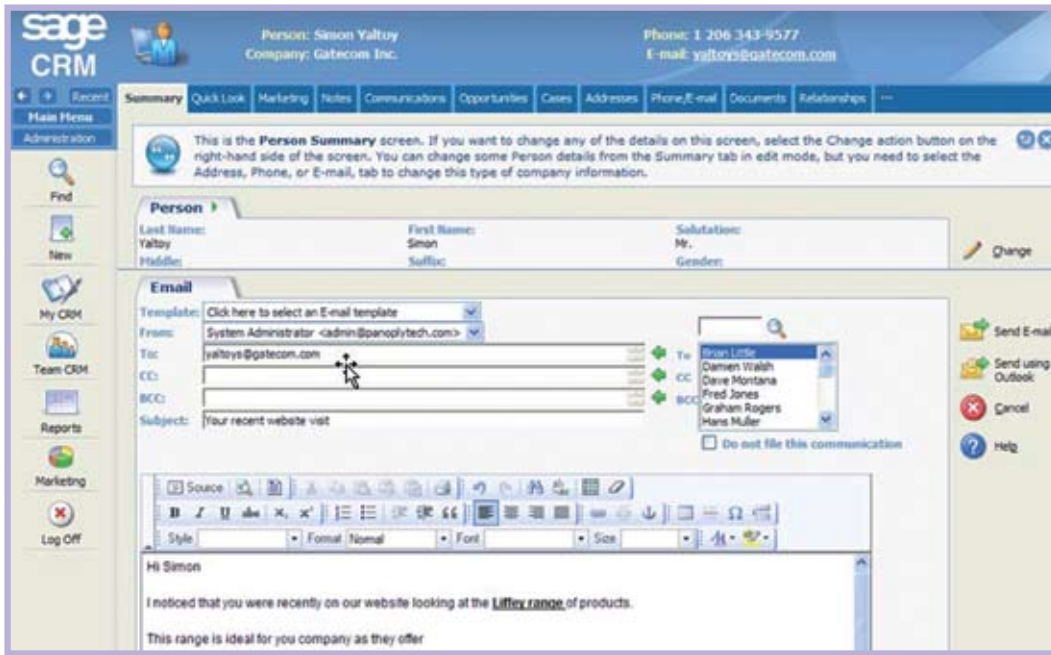 sage
CRM
Person: Simon Yaltoy
Company: Gatecom Inc.
Phone: 1 206 343-9577
E-mail: yaltoys@gatecom.com
Recent
Main Menu
Administration
Find
New
My CRM
Team CRM
Reports
Marketing
Log Off
Summary Quick Look Marketing Notes Communications Opportunities Cases Addresses Phone/E-mail Documents Relationships ...
This is the Person Summary screen. If you want to change any of the details on this screen, select the Change action button on the
right-hand side of the screen. You can change some Person details from the Summary tab in edit mode, but you need to select the
Address, Phone, or E-mail, tab to change this type of company information.
Person
Last Name: First Name: Salutation:
Yaltoy Simon Mr.
Middle: Suffix: Gender:
Change
Email
Template: Click here to select an E-mail template
From: System Administrator <admin@panoplytech.com>
To: yaltoys@gatecom.com
CC:
BCC:
Subject: Your recent website visit
To
CC
BCC
Brian Little
Damien Walsh
Dave Montana
Fred Jones
Graham Rogers
Hans Muller
Do not file this communication
Send E-mail
Send using
Outlook
Cancel
Help
Source
B I U abc
Style Format Normal Font Size
Hi Simon
I noticed that you were recently on our website looking at the Liffey range of products.
This range is ideal for you company as they offer